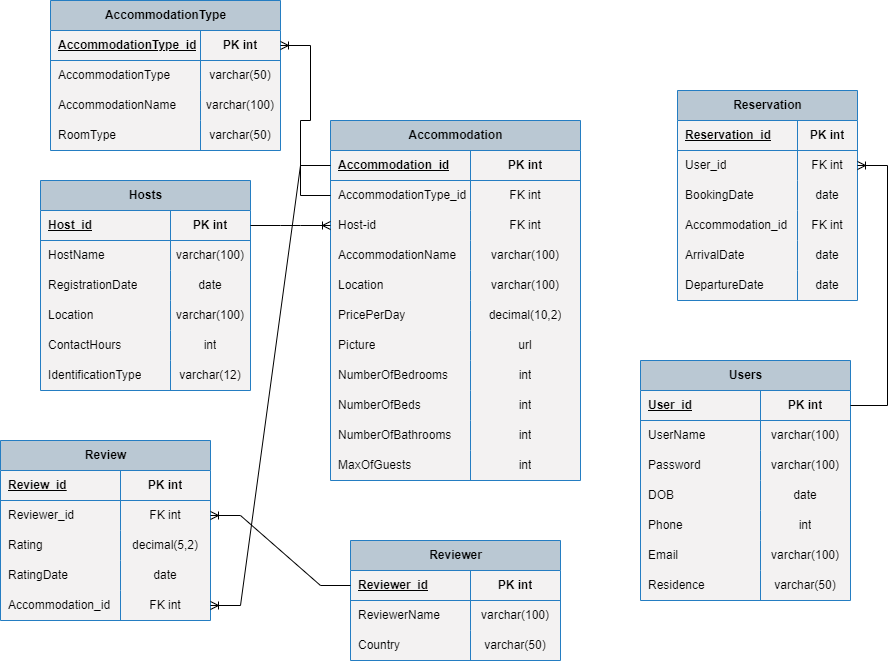 AccommodationType
AccommodationType_id PK int
AccommodationType varchar(50)
AccommodationName varchar(100)
RoomType varchar(50)
Hosts
Host_id PK int
HostName varchar(100)
RegistrationDate date
Location varchar(100)
ContactHours int
IdentificationType varchar(12)
Review
Review_id PK int
Reviewer_id FK int
Rating decimal(5,2)
RatingDate date
Accommodation_id FK int
Accommodation
Accommodation_id PK int
AccommodationType_id FK int
Host-id FK int
AccommodationName varchar(100)
Location varchar(100)
PricePerDay decimal(10,2)
Picture url
NumberOfBedrooms int
NumberOfBeds int
NumberOfBathrooms int
MaxOfGuests int
Reviewer
Reviewer_id PK int
ReviewerName varchar(100)
Country varchar(50)
Reservation
Reservation_id PK int
User_id FK int
BookingDate date
Accommodation_id FK int
ArrivalDate date
DepartureDate date
Users
User_id PK int
UserName varchar(100)
Password varchar(100)
DOB date
Phone int
Email varchar(100)
Residence varchar(50)